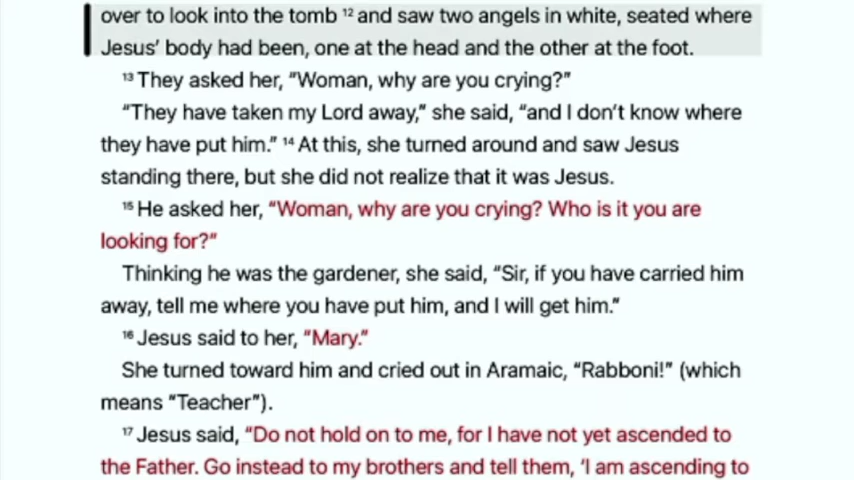 over to look into the tomb ¹² and saw two angels in white, seated where
Jesus’ body had been, one at the head and the other at the foot.
¹³ They asked her, “Woman, why are you crying?”
“They have taken my Lord away,” she said, “and I don’t know where
they have put him.” ¹⁴ At this, she turned around and saw Jesus
standing there, but she did not realize that it was Jesus.
¹⁵ He asked her, “Woman, why are you crying? Who is it you are
looking for?”
Thinking he was the gardener, she said, “Sir, if you have carried him
away, tell me where you have put him, and I will get him.”
¹⁶ Jesus said to her, “Mary.”
She turned toward him and cried out in Aramaic, “Rabboni!” (which
means “Teacher”).
¹⁷ Jesus said, “Do not hold on to me, for I have not yet ascended to
the Father. Go instead to my brothers and tell them, ‘I am ascending to